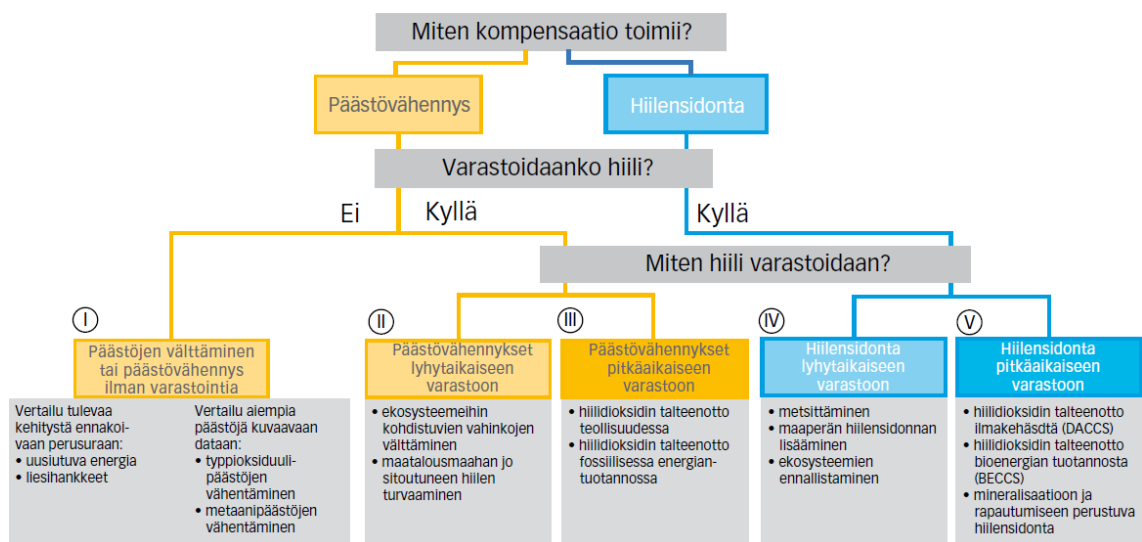 Miten kompensaatio toimii?
Päästövähennys
Hiilensidonta
Varastoidaanko hiili?
Ei
Kyllä
Kyllä
Miten hiili varastoidaan?
I
Päästöjen välttäminen
tai päästövähennys
ilman varastointia
Vertailu tulevaa
kehitystä ennakoi-
vaan perusuraan:
• uusiutuva energia
• liesihankkeet
Vertailu aiempia
päästöjä kuvaavaan
dataan:
• typpioksiduuli-
päästöjen
vähentäminen
• metaanipäästöjen
vähentäminen
II
Päästövähennykset
lyhytaikaiseen
varastoon
• ekosysteemeihin
kohdistuvien vahinkojen
välttäminen
• maatalousmaahan jo
sitoutuneen hiilen
turvaaminen
III
Päästövähennykset
pitkäaikaiseen
varastoon
• hiilidioksidin talteenotto
teollisuudessa
• hiilidioksidin talteenotto
fossiilisessa energian-
tuotannossa
IV
Hiilensidonta
lyhytaikaiseen
varastoon
• metsittäminen
• maaperän hiilensidonnan
lisääminen
• ekosysteemien
ennallistaminen
V
Hiilensidonta
pitkäaikaiseen
varastoon
• hiilidioksidin talteenotto
ilmakehäsdtä (DACCS)
• hiilidioksidin talteenotto
bioenergian tuotannosta
(BECCS)
• mineralisaatioon ja
rapautumiseen perustuva
hiilensidonta